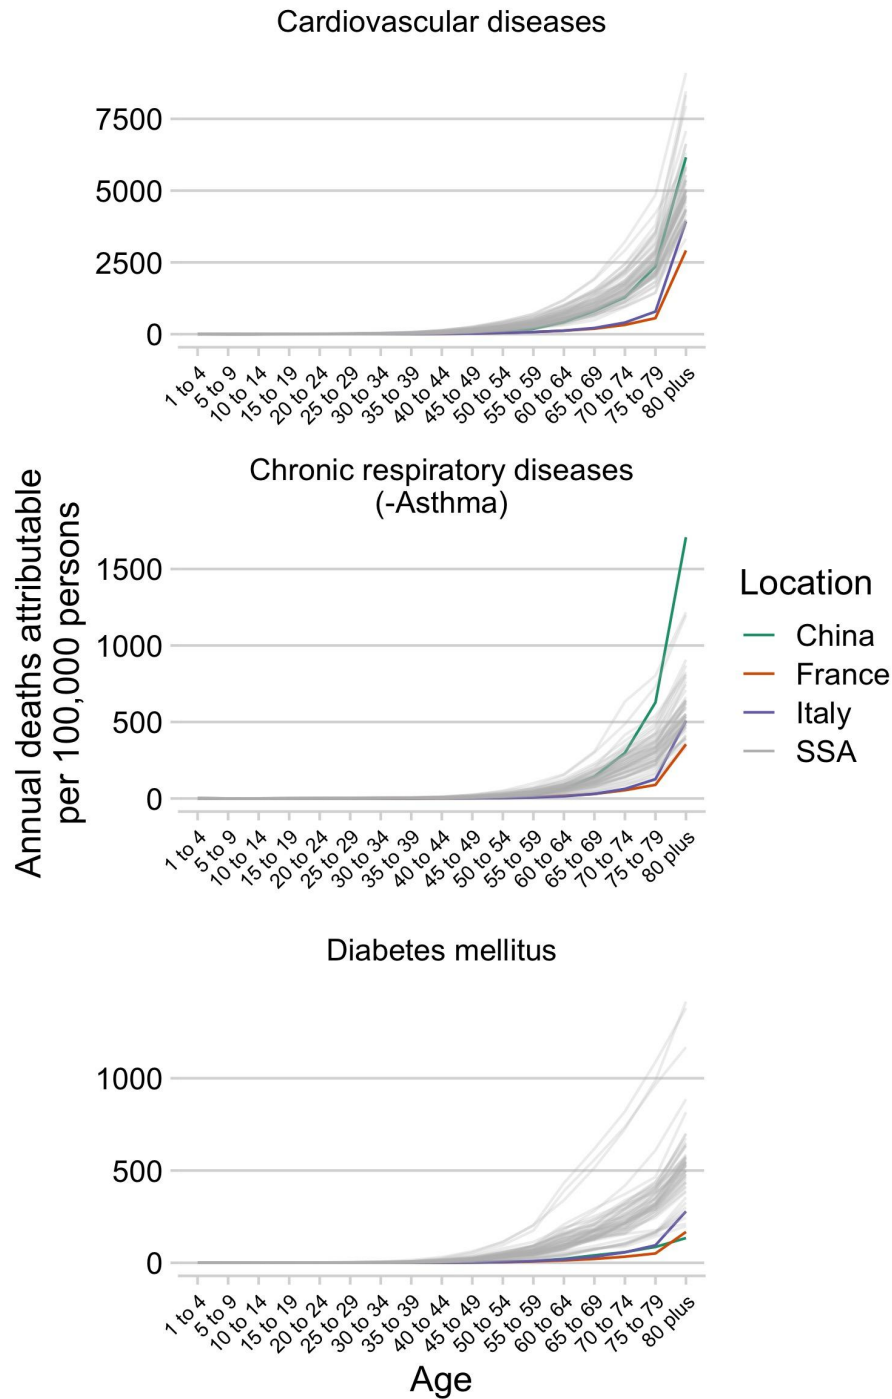 Cardiovascular diseases
7500
5000
2500
0
1 to 4
5 to 9
10 to 14
15 to 19
20 to 24
25 to 29
30 to 34
35 to 39
40 to 44
45 to 49
50 to 54
55 to 59
60 to 64
65 to 69
70 to 74
75 to 79
80 plus
Chronic respiratory diseases
(-Asthma)
1500
1000
500
0
1 to 4
5 to 9
10 to 14
15 to 19
20 to 24
25 to 29
30 to 34
35 to 39
40 to 44
45 to 49
50 to 54
55 to 59
60 to 64
65 to 69
70 to 74
75 to 79
80 plus
Diabetes mellitus
1000
500
0
1 to 4
5 to 9
10 to 14
15 to 19
20 to 24
25 to 29
30 to 34
35 to 39
40 to 44
45 to 49
50 to 54
55 to 59
60 to 64
65 to 69
70 to 74
75 to 79
80 plus
Age
Annual deaths attributable
per 100,000 persons
Location
China
France
Italy
SSA